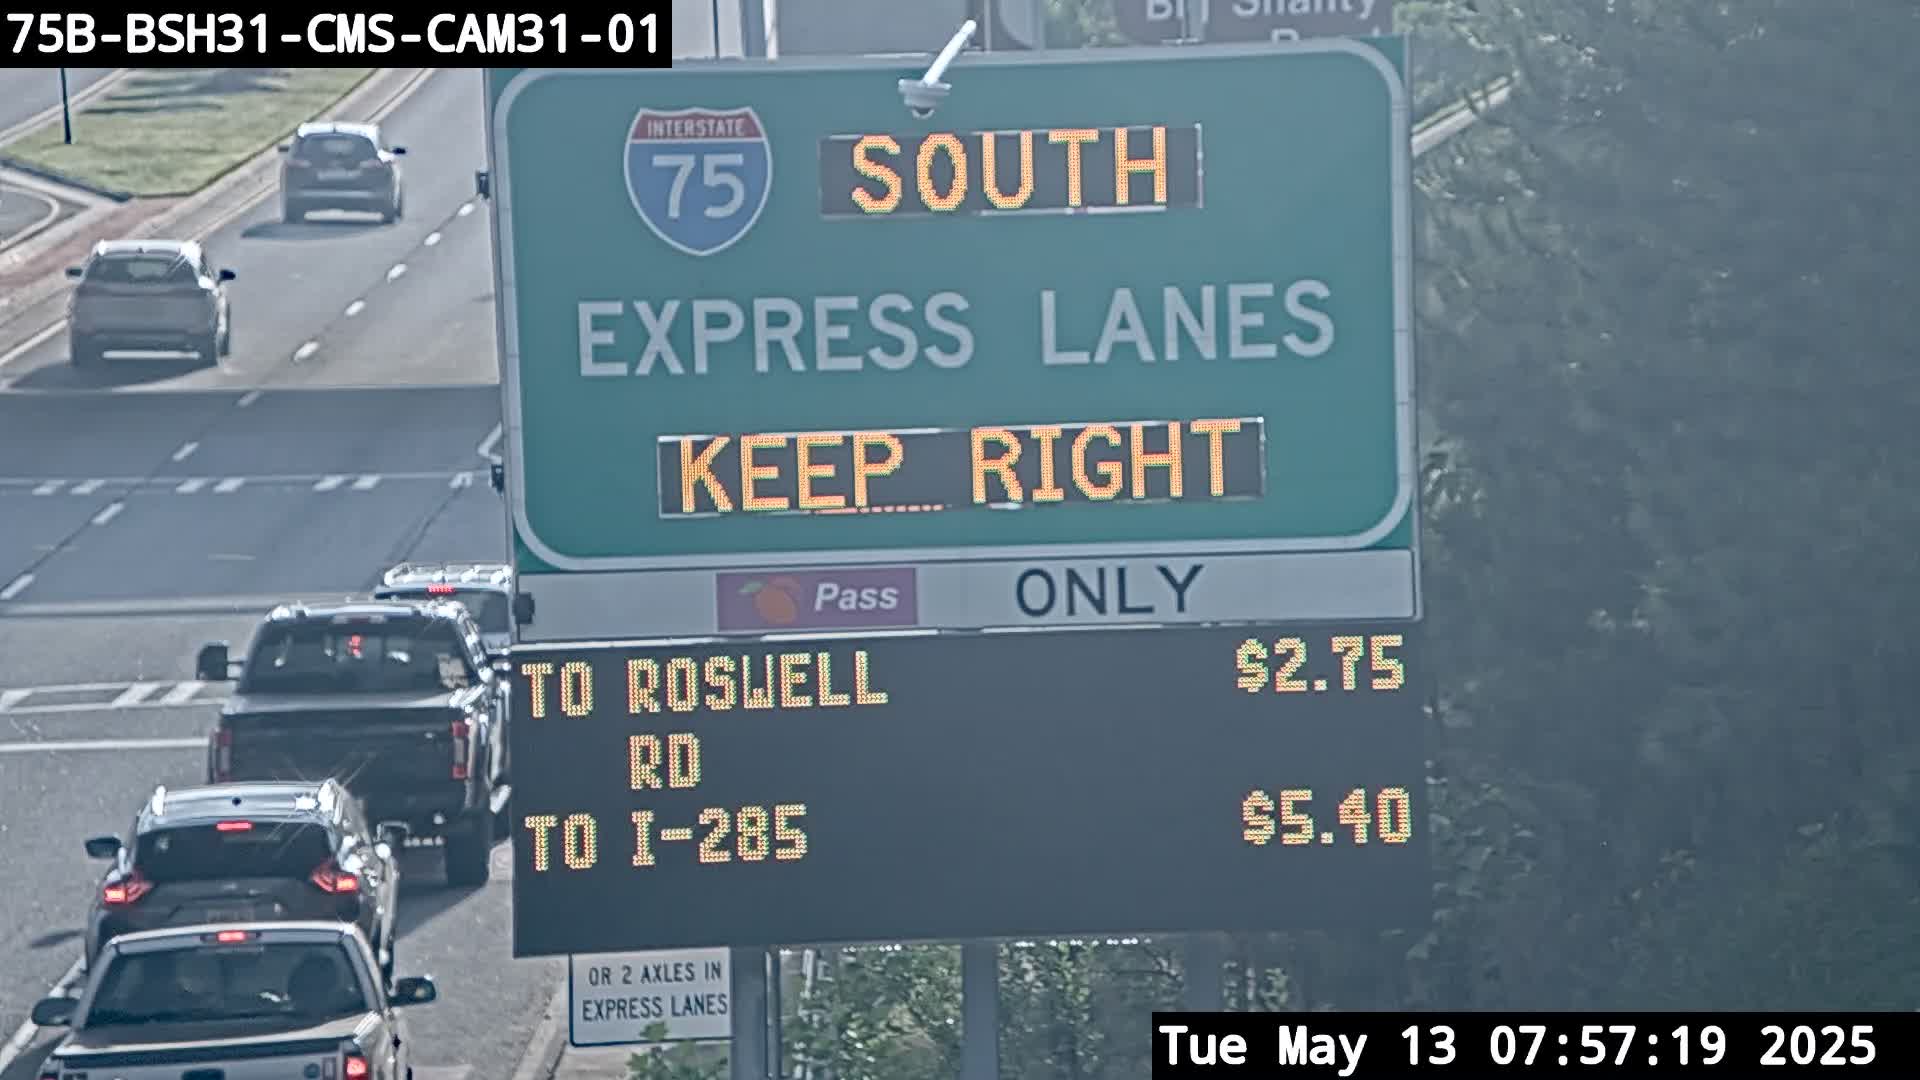 75B-BSH31-CMS-CAM31-01
Shanty
INTERSTATE
75
SOUTH
EXPRESS LANES
KEEP RIGHT
Pass ONLY
TO ROSWELL $2.75
RD
TO I-285 $5.40
OR 2 AXLES IN
EXPRESS LANES
Tue May 13 07:57:19 2025